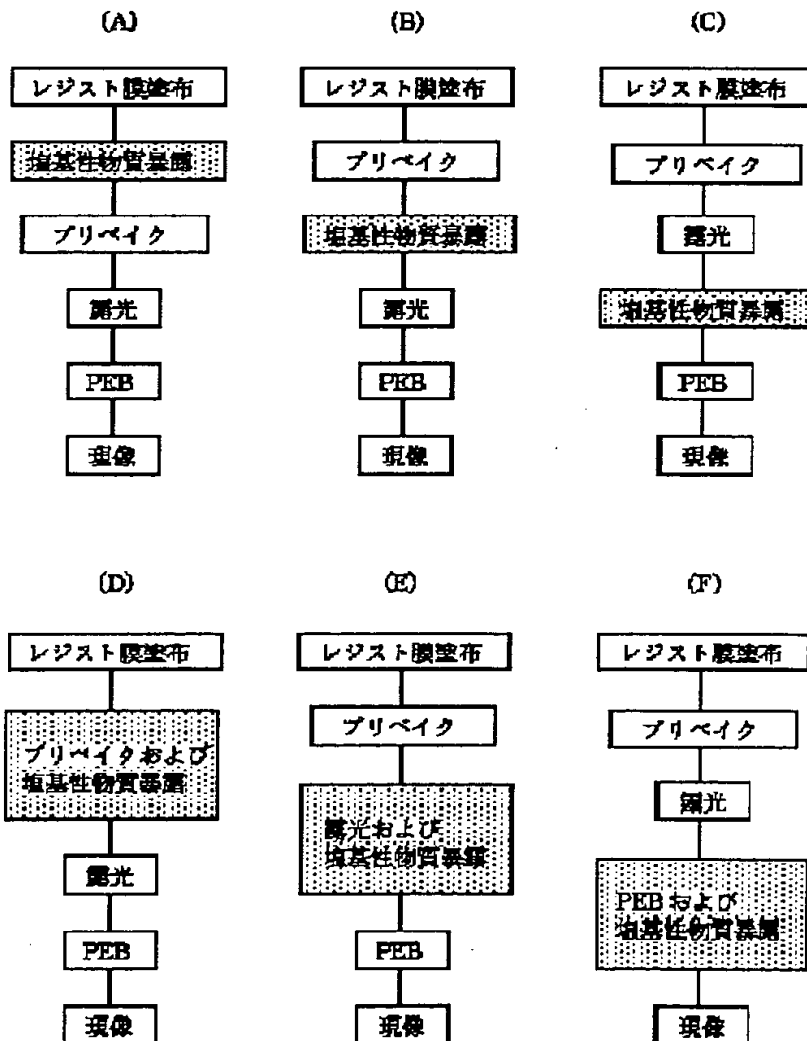 (A)
レジスト膜塗布
塩基性物質暴露
プリベイク
露光
PEB
現像
(B)
レジスト膜塗布
プリベイク
塩基性物質暴露
露光
PEB
現像
(C)
レジスト膜塗布
プリベイク
露光
塩基性物質暴露
PEB
現像
(D)
レジスト膜塗布
プリベイクおよび
塩基性物質暴露
露光
PEB
現像
(E)
レジスト膜塗布
プリベイク
露光および
塩基性物質暴露
PEB
現像
(F)
レジスト膜塗布
プリベイク
露光
PEBおよび
塩基性物質暴露
現像